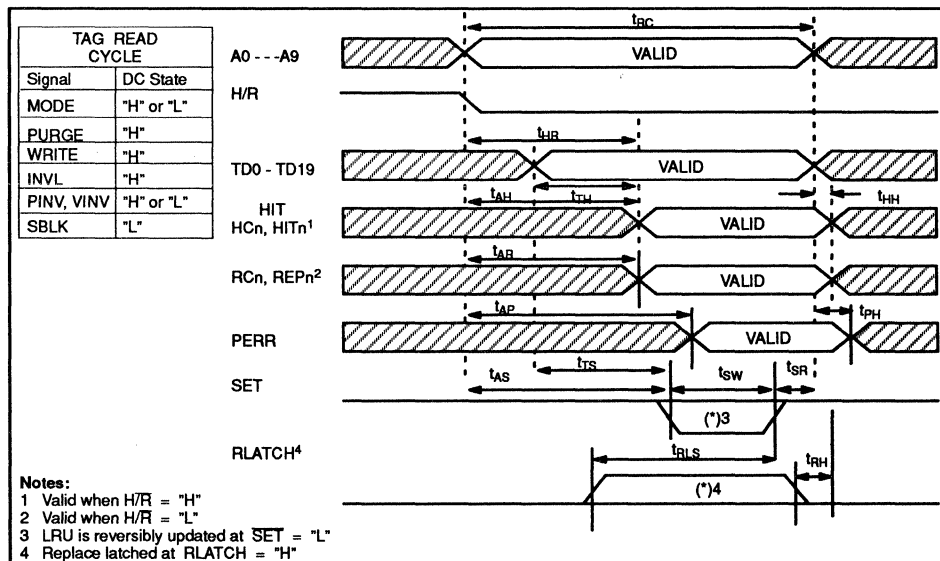 TAG READ
CYCLE
Signal DC State
MODE "H" or "L"
PURGE "H"
WRITE "H"
INVL "H"
PINV, VINV "H" or "L"
SBLK "L"
tRC
A0 - - -A9 VALID
H/R
tHR
TD0 - TD19 VALID
tAH tTH tHH
HIT
HCn, HITn¹ VALID
tAR
RCn, REPn² VALID
tAP tPH
PERR VALID
tAS tTS tSW tSR
SET
(*)3
RLATCH⁴
tRLS tRH
(*)4
Notes:
1 Valid when H/R̅ = "H"
2 Valid when H/R̅ = "L"
3 LRU is reversibly updated at S̅E̅T̅ = "L"
4 Replace latched at RLATCH = "H"